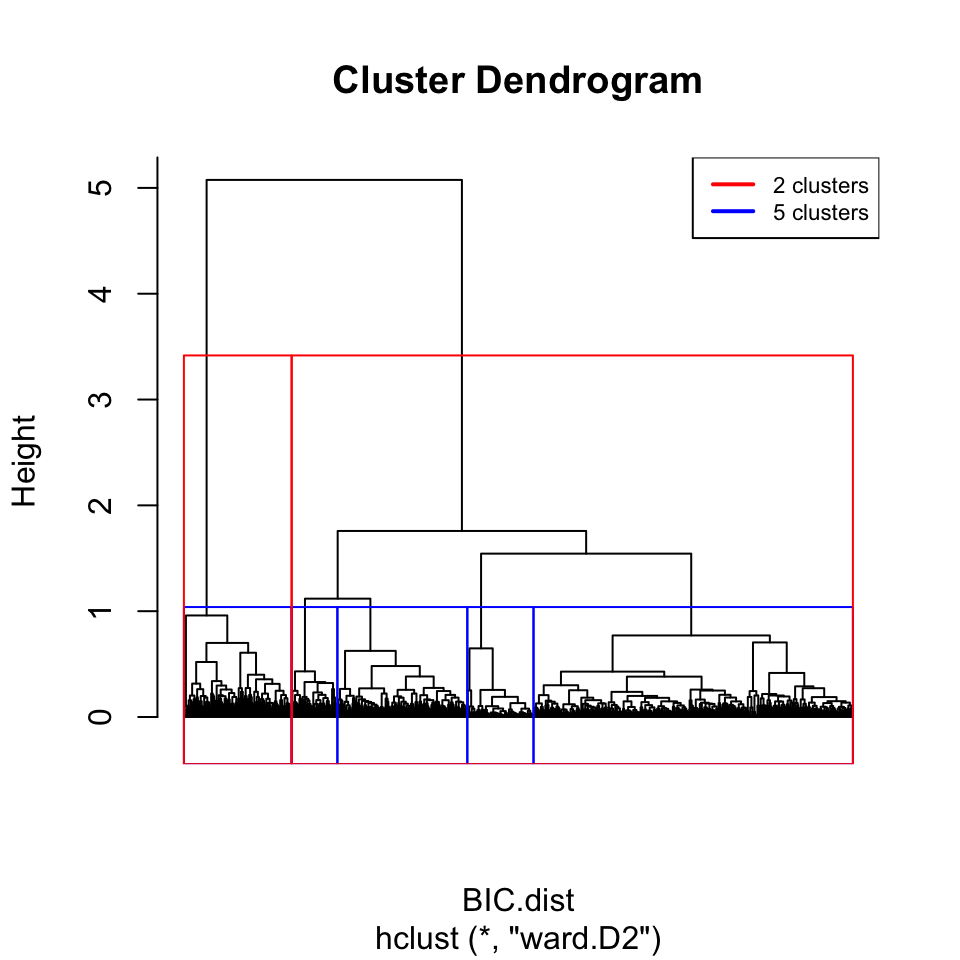 Cluster Dendrogram
2 clusters
5 clusters
Height
5
4
3
2
1
0
BIC.dist
hclust (*, "ward.D2")